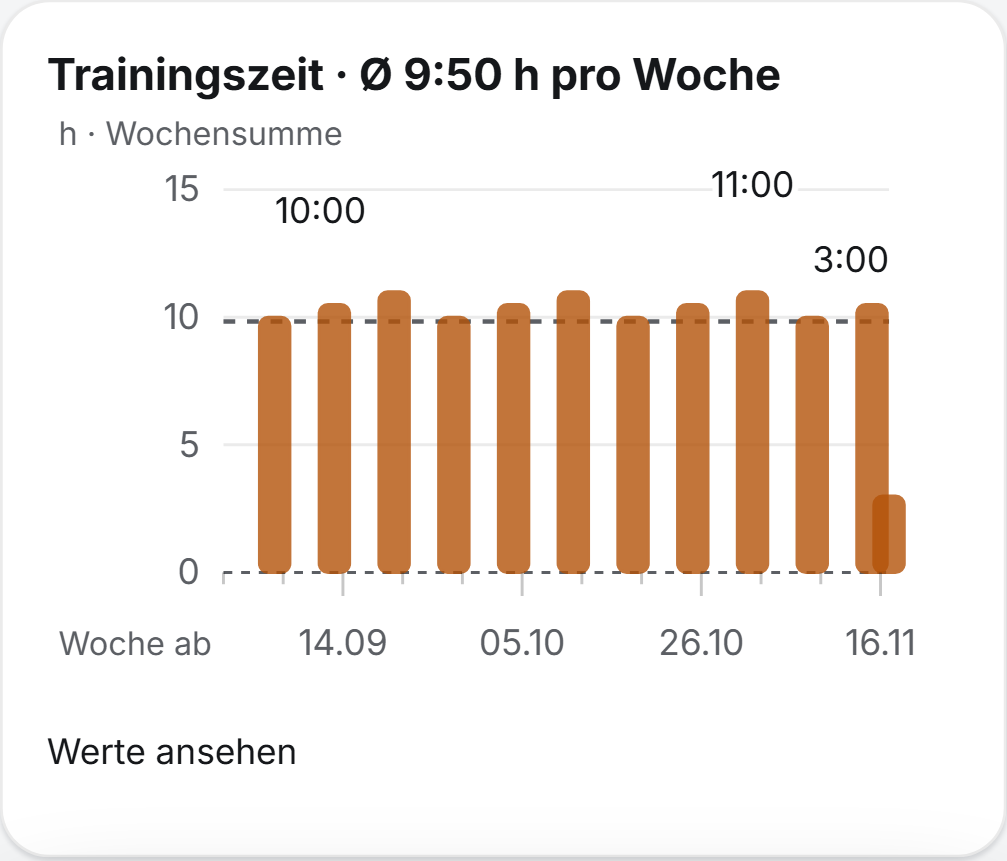 Trainingszeit · Ø 9:50 h pro Woche
h · Wochensumme
15
10:00
11:00
3:00
10
5
0
Woche ab 14.09 05.10 26.10 16.11
Werte ansehen